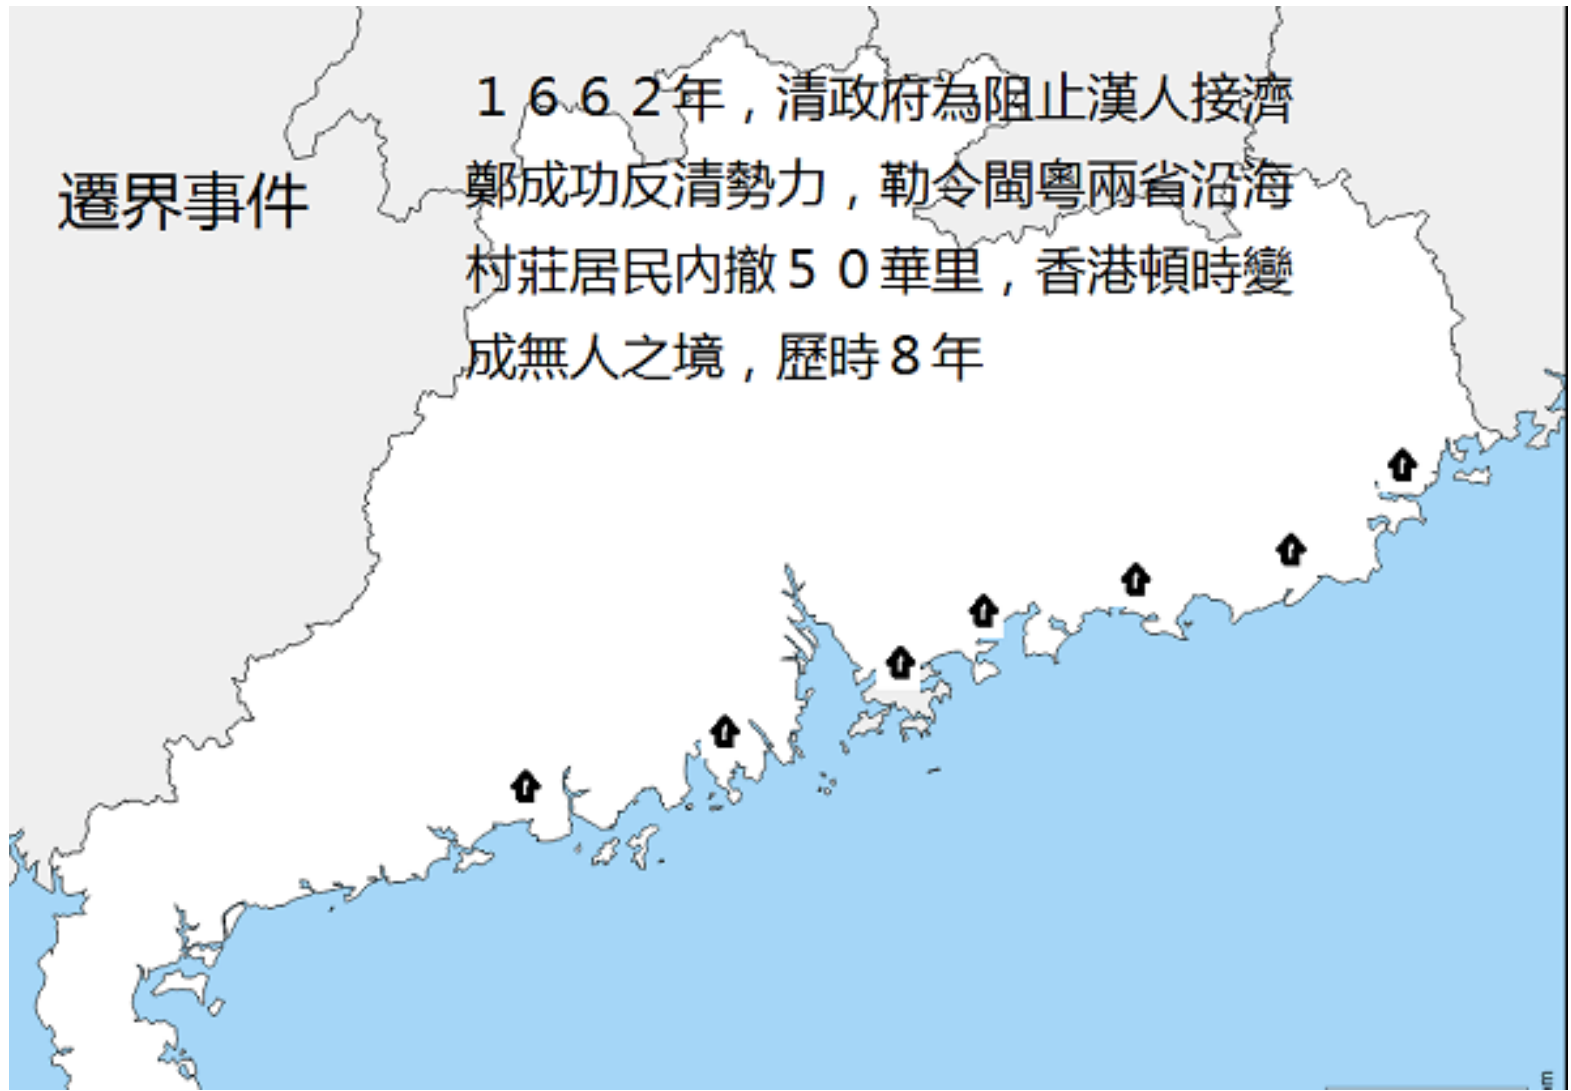 遷界事件
１６６２年，清政府為阻止漢人接濟
鄭成功反清勢力，勒令閩粵兩省沿海
村莊居民內撤５０華里，香港頓時變
成無人之境，歷時８年